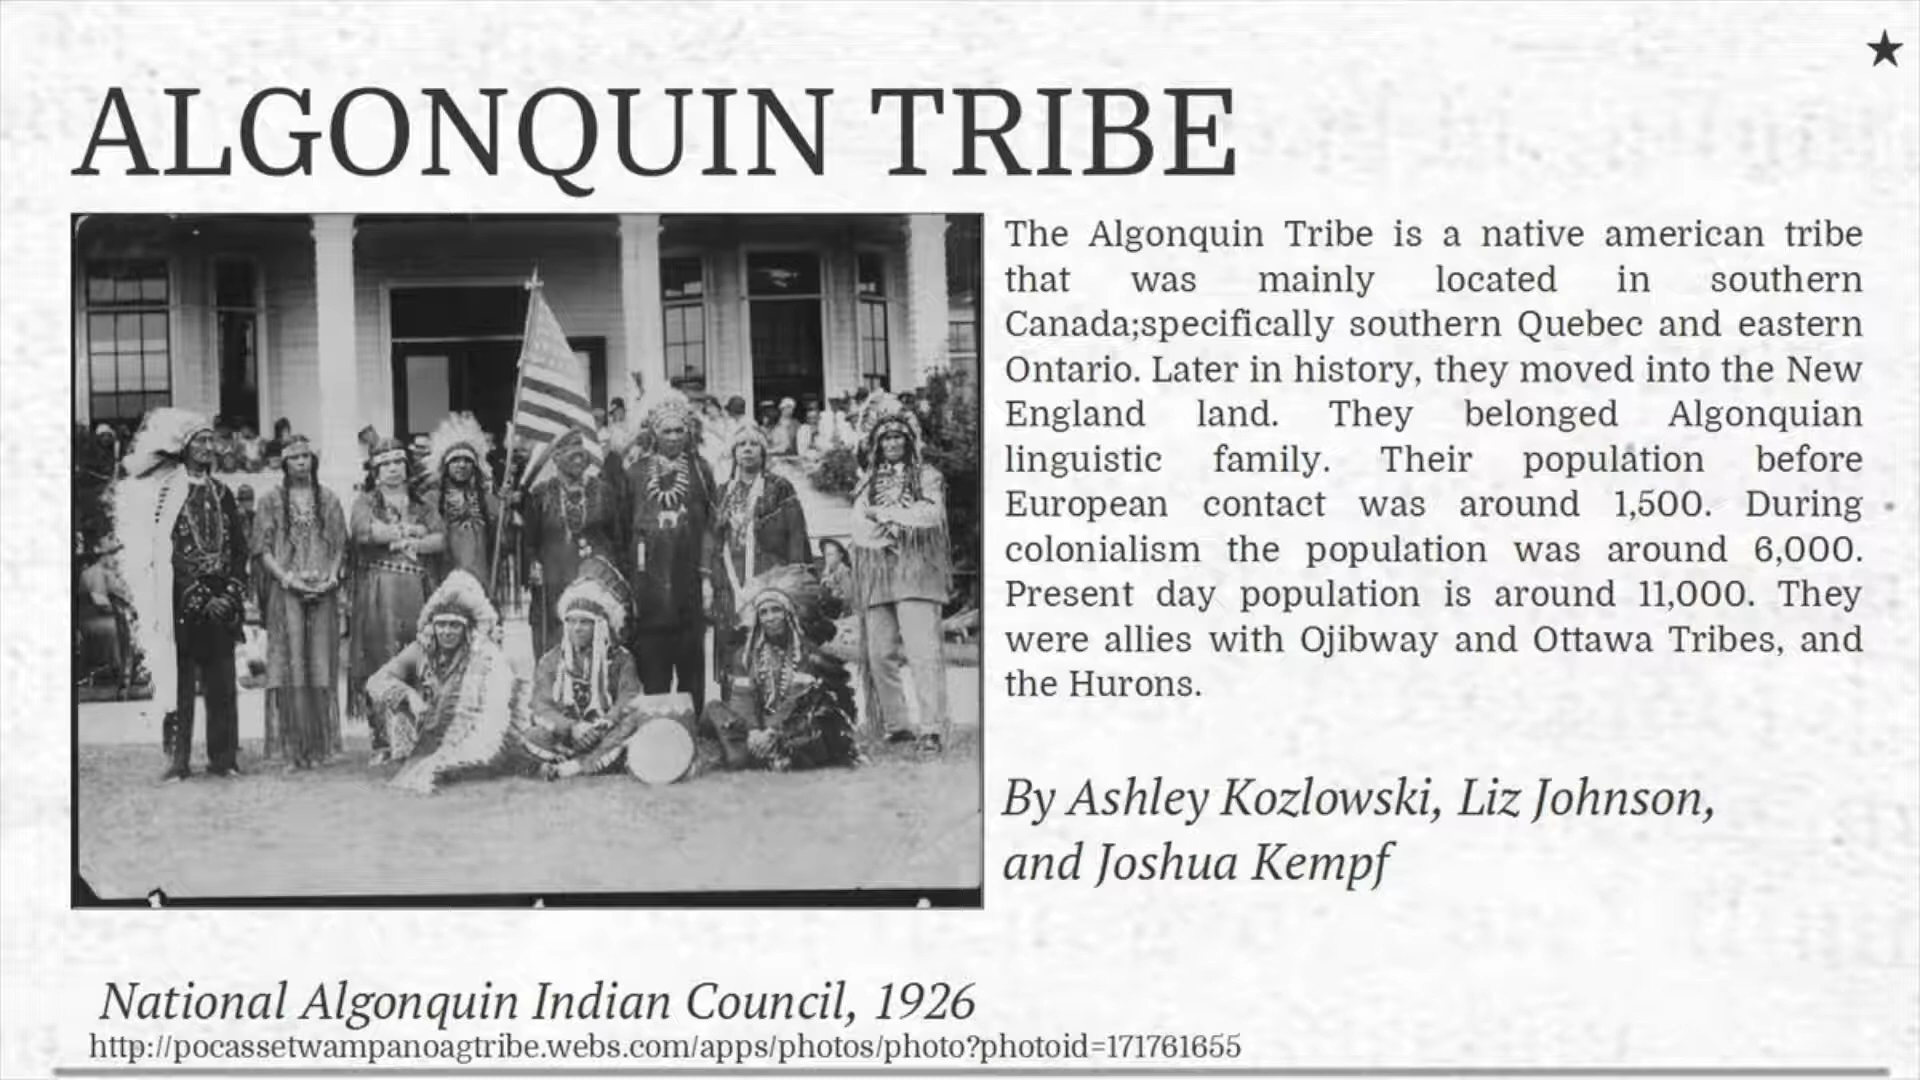 ALGONQUIN TRIBE
The Algonquin Tribe is a native american tribe
that was mainly located in southern
Canada;specifically southern Quebec and eastern
Ontario. Later in history, they moved into the New
England land. They belonged Algonquian
linguistic family. Their population before
European contact was around 1,500. During
colonialism the population was around 6,000.
Present day population is around 11,000. They
were allies with Ojibway and Ottawa Tribes, and
the Hurons.
By Ashley Kozlowski, Liz Johnson,
and Joshua Kempf
National Algonquin Indian Council, 1926
http://pocassetwampanoagtribe.webs.com/apps/photos/photo?photoid=171761655